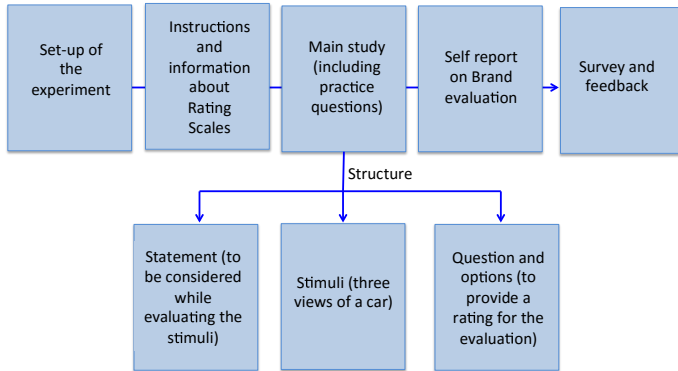 Set-up of
the
experiment
Instructions
and
information
about
Rating
Scales
Main study
(including
practice
questions)
Self report
on Brand
evaluation
Survey and
feedback
Structure
Statement (to
be considered
while
evaluating the
stimuli)
Stimuli (three
views of a car)
Question and
options (to
provide a
rating for the
evaluation)